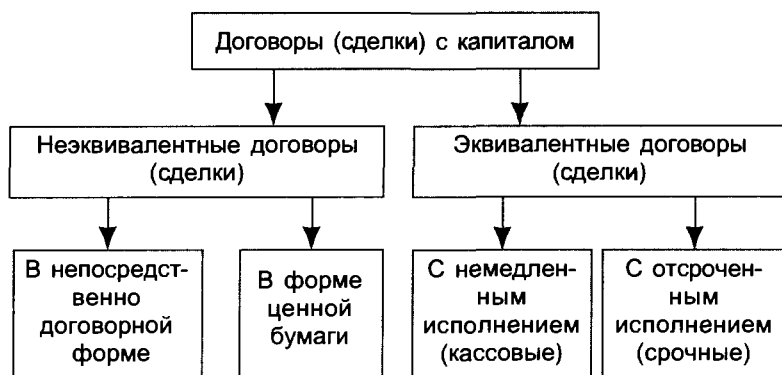 Договоры (сделки) с капиталом
Неэквивалентные договоры
(сделки)
Эквивалентные договоры
(сделки)
В непосредст-
венно
договорной
форме
В форме
ценной
бумаги
С немедлен-
ным
исполнением
(кассовые)
С отсрочен-
ным
исполнением
(срочные)